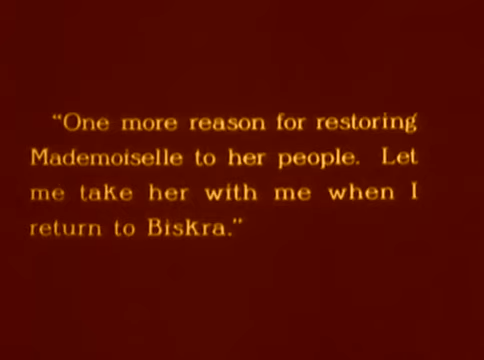 “One more reason for restoring
Mademoiselle to her people. Let
me take her with me when I
return to Biskra.”